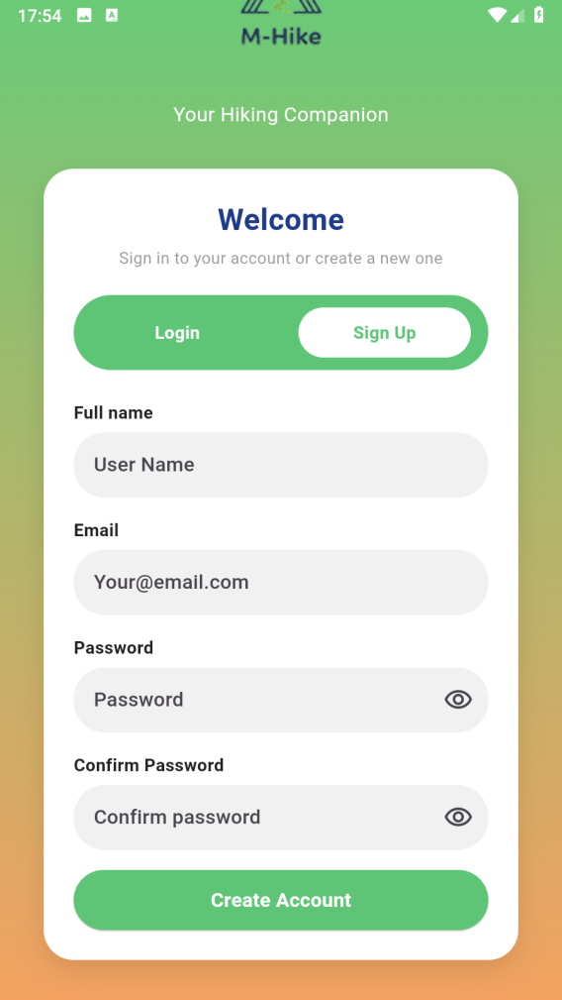 17:54
M-Hike
Your Hiking Companion
Welcome
Sign in to your account or create a new one
Login Sign Up
Full name
User Name
Email
Your@email.com
Password
Password
Confirm Password
Confirm password
Create Account